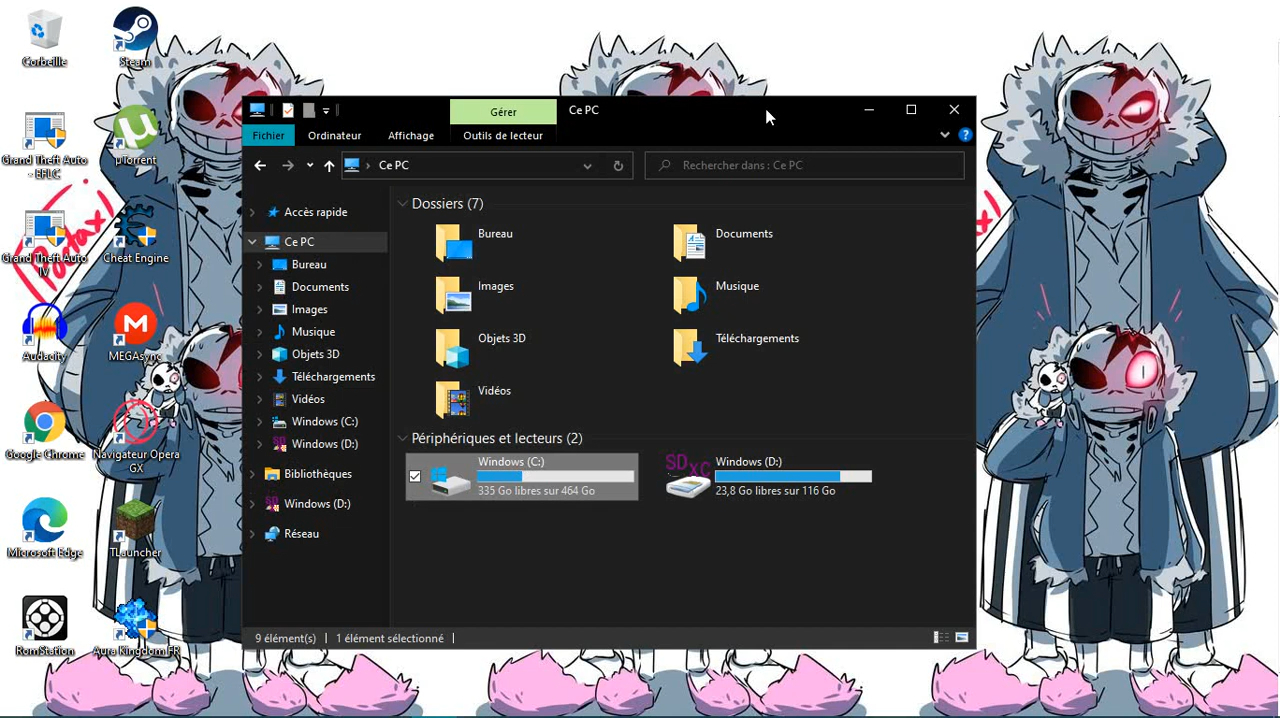 Corbeille
Steam
Grand Theft Auto
- EFLC
µTorrent
Grand Theft Auto
IV
Cheat Engine
Audacity
MEGAsync
Google Chrome
Navigateur Opera
GX
Microsoft Edge
TLauncher
RomStation
Aura Kingdom FR
Gérer
Ce PC
Fichier
Ordinateur
Affichage
Outils de lecteur
Ce PC
Rechercher dans : Ce PC
Accès rapide
Ce PC
Bureau
Documents
Images
Musique
Objets 3D
Téléchargements
Vidéos
Windows (C:)
Windows (D:)
Bibliothèques
Windows (D:)
Réseau
Dossiers (7)
Bureau
Documents
Images
Musique
Objets 3D
Téléchargements
Vidéos
Périphériques et lecteurs (2)
Windows (C:)
335 Go libres sur 464 Go
SDXC
Windows (D:)
23,8 Go libres sur 116 Go
9 élément(s)
1 élément sélectionné